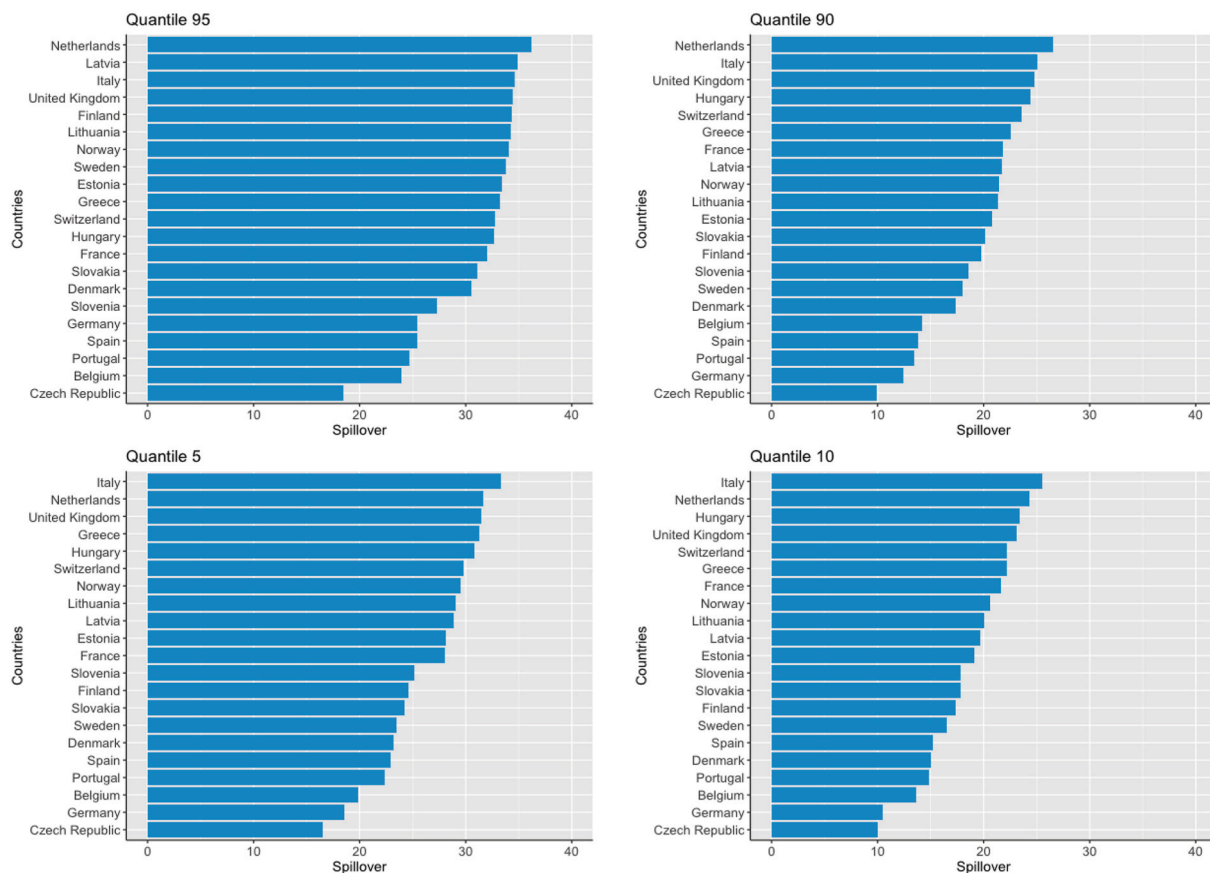 Quantile 95
Netherlands
Latvia
Italy
United Kingdom
Finland
Lithuania
Norway
Sweden
Estonia
Greece
Switzerland
Hungary
France
Slovakia
Denmark
Slovenia
Germany
Spain
Portugal
Belgium
Czech Republic
Countries
0 10 20 30 40
Spillover
Quantile 90
Netherlands
Italy
United Kingdom
Hungary
Switzerland
Greece
France
Latvia
Norway
Lithuania
Estonia
Slovakia
Finland
Slovenia
Sweden
Denmark
Belgium
Spain
Portugal
Germany
Czech Republic
Countries
0 10 20 30 40
Spillover
Quantile 5
Italy
Netherlands
United Kingdom
Greece
Hungary
Switzerland
Norway
Lithuania
Latvia
Estonia
France
Slovenia
Finland
Slovakia
Sweden
Denmark
Spain
Portugal
Belgium
Germany
Czech Republic
Countries
0 10 20 30 40
Spillover
Quantile 10
Italy
Netherlands
Hungary
United Kingdom
Switzerland
Greece
France
Norway
Lithuania
Latvia
Estonia
Slovenia
Slovakia
Finland
Sweden
Spain
Denmark
Portugal
Belgium
Germany
Czech Republic
Countries
0 10 20 30 40
Spillover